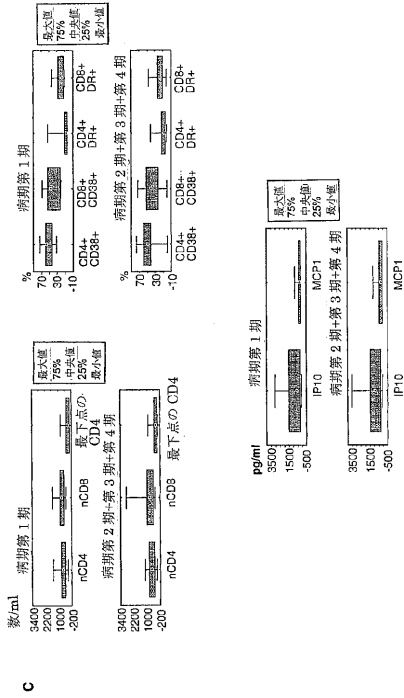 C
数/ml
病期第 1 期
3400
2200
1000
-200
nCD4
nCD8
最下点の
CD4
病期第 2 期+第 3 期+第 4 期
3400
2200
1000
-200
nCD4
nCD8
最下点の CD4
最大値
75%
中央値
25%
最小値
%
病期第 1 期
70
30
-10
CD4+
CD38+
CD8+
CD38+
CD4+
DR+
CD8+
DR+
病期第 2 期+第 3 期+第 4 期
70
30
-10
CD4+
CD38+
CD8+
CD38+
CD4+
DR+
CD8+
DR+
最大値
75%
中央値
25%
最小値
pg/ml
病期第 1 期
3500
1500
-500
IP10
MCP1
病期第 2 期+第 3 期+第 4 期
3500
1500
-500
IP10
MCP1
最大値
75%
中央値
25%
最小値